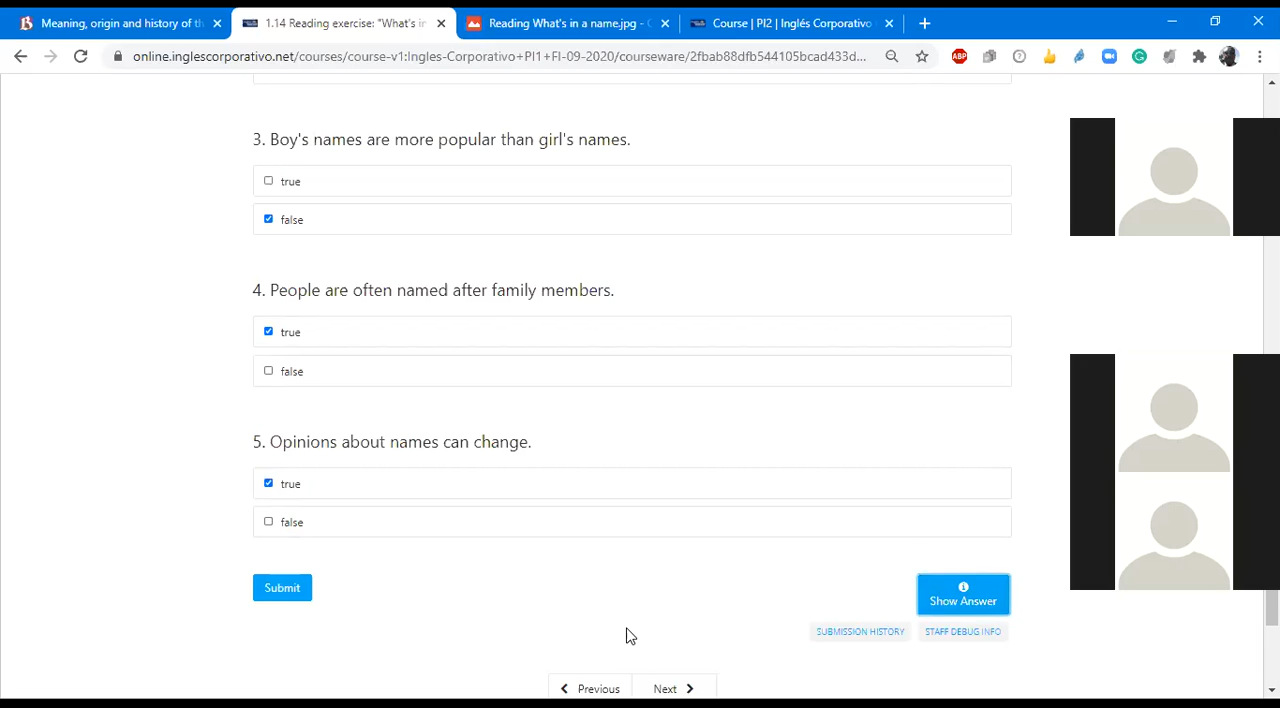 Meaning, origin and history of th
1.14 Reading exercise: "What's in
Reading What's in a name.jpg - G
Course | PI2 | Inglés Corporativo
online.inglescorporativo.net/courses/course-v1:Ingles-Corporativo+PI1+FI-09-2020/courseware/2fbab88dfb544105bcad433d...
ABP
3. Boy's names are more popular than girl's names.
true
false
4. People are often named after family members.
true
false
5. Opinions about names can change.
true
false
Submit
Show Answer
SUBMISSION HISTORY
STAFF DEBUG INFO
Previous
Next